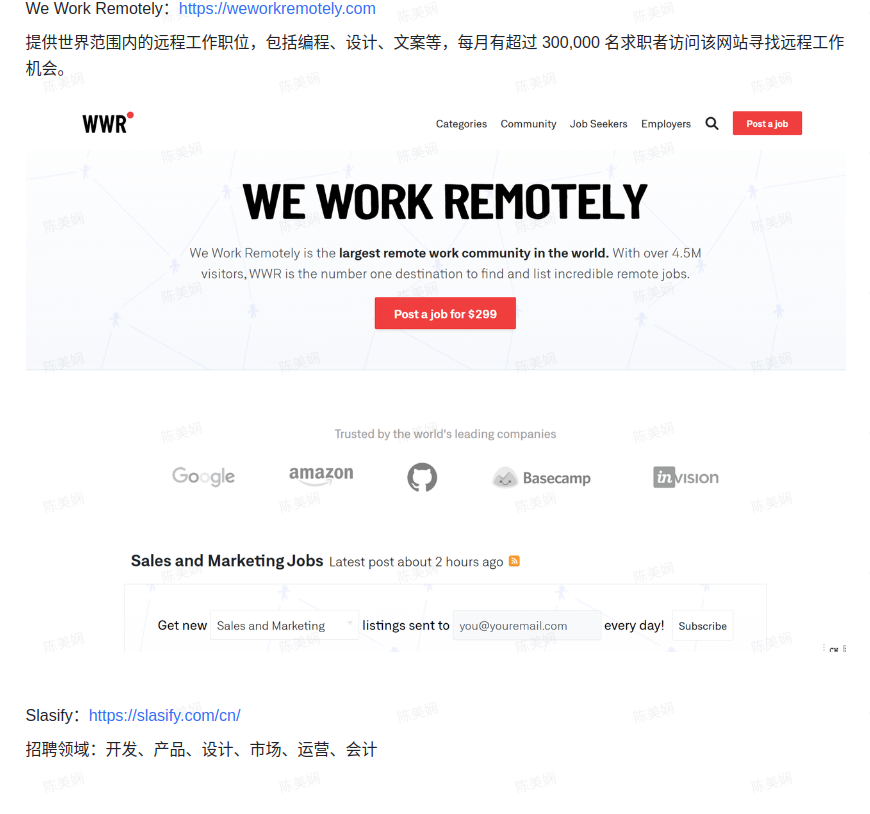 We Work Remotely：https://weworkremotely.com
提供世界范围内的远程工作职位，包括编程、设计、文案等，每月有超过 300,000 名求职者访问该网站寻找远程工作
机会。
WWR
Categories Community Job Seekers Employers Post a job
WE WORK REMOTELY
We Work Remotely is the largest remote work community in the world. With over 4.5M
visitors, WWR is the number one destination to find and list incredible remote jobs.
Post a job for $299
Trusted by the world's leading companies
Google amazon Basecamp invision
Sales and Marketing Jobs Latest post about 2 hours ago
Get new Sales and Marketing listings sent to you@youremail.com every day! Subscribe
Slasify：https://slasify.com/cn/
招聘领域：开发、产品、设计、市场、运营、会计
陈美娴